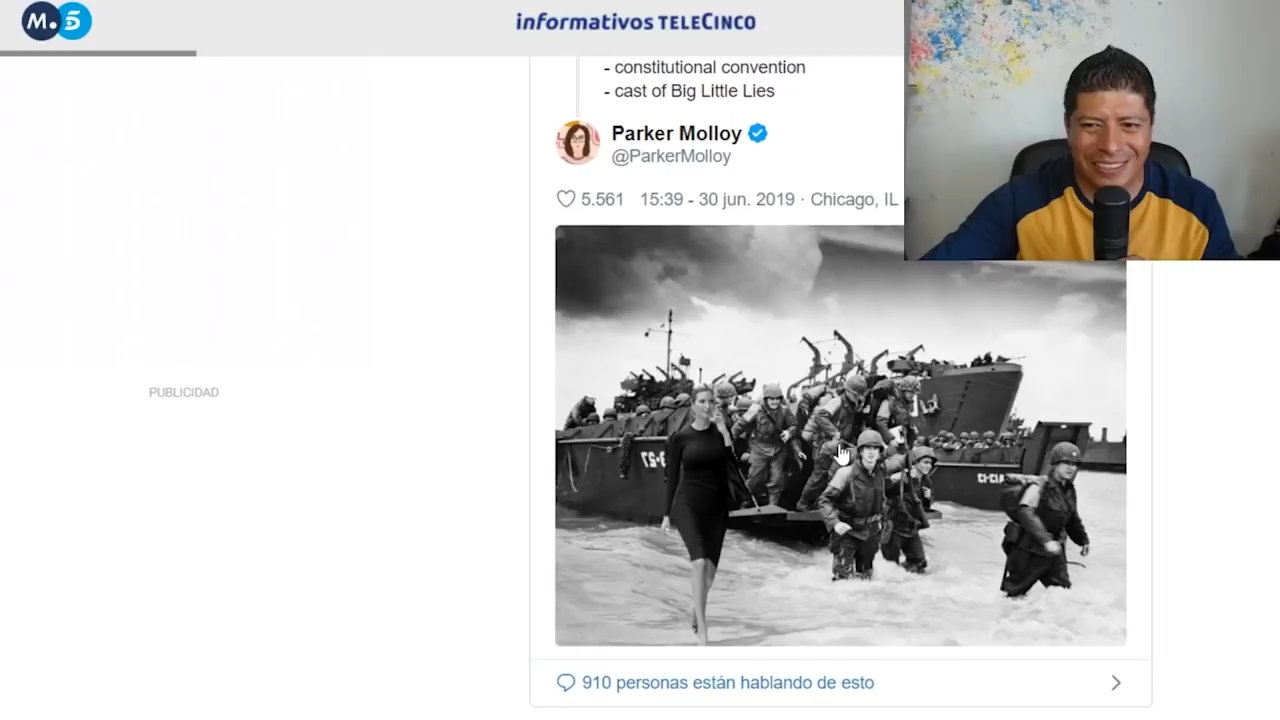 M. 5
informativos TELECINCO
- constitutional convention
- cast of Big Little Lies
Parker Molloy
@ParkerMolloy
5.561 15:39 - 30 jun. 2019 · Chicago, IL
PUBLICIDAD
910 personas están hablando de esto